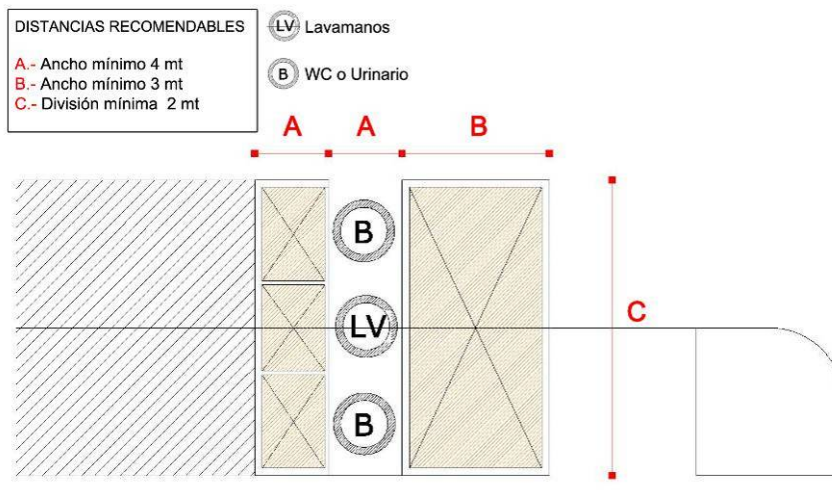 DISTANCIAS RECOMENDABLES
A.- Ancho mínimo 4 mt
B.- Ancho mínimo 3 mt
C.- División mínima 2 mt
LV Lavamanos
B WC o Urinario
A A B
B
LV
B
C